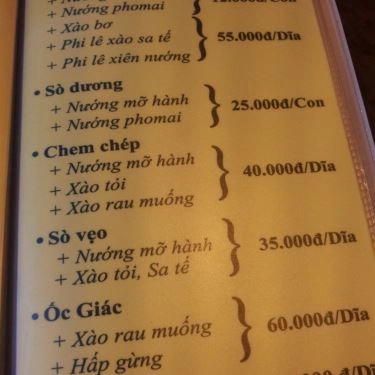 + Nướng phomai
+ Xào bơ
+ Phi lê xào sa tế } 55.000đ/Dĩa
+ Phi lê xiên nướng
• Sò dương
+ Nướng mỡ hành } 25.000đ/Con
+ Nướng phomai
• Chem chép
+ Nướng mỡ hành
+ Xào tỏi } 40.000đ/Dĩa
+ Xào rau muống
• Sò vẹo
+ Nướng mỡ hành } 35.000đ/Dĩa
+ Xào tỏi, Sa tế
• Ốc Giác
+ Xào rau muống } 60.000đ/Dĩa
+ Hấp gừng